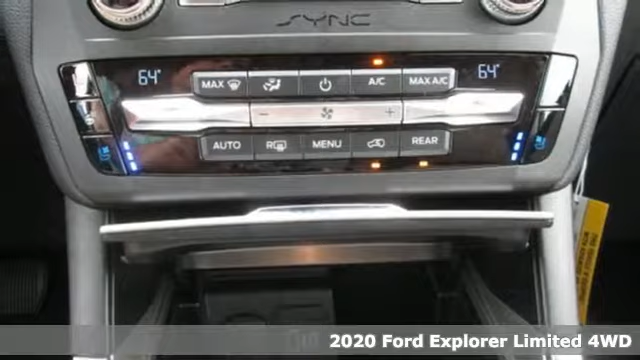 SYNC
64°
MAX
A/C
MAX A/C
64°
AUTO
R
MENU
REAR
2020 Ford Explorer Limited 4WD